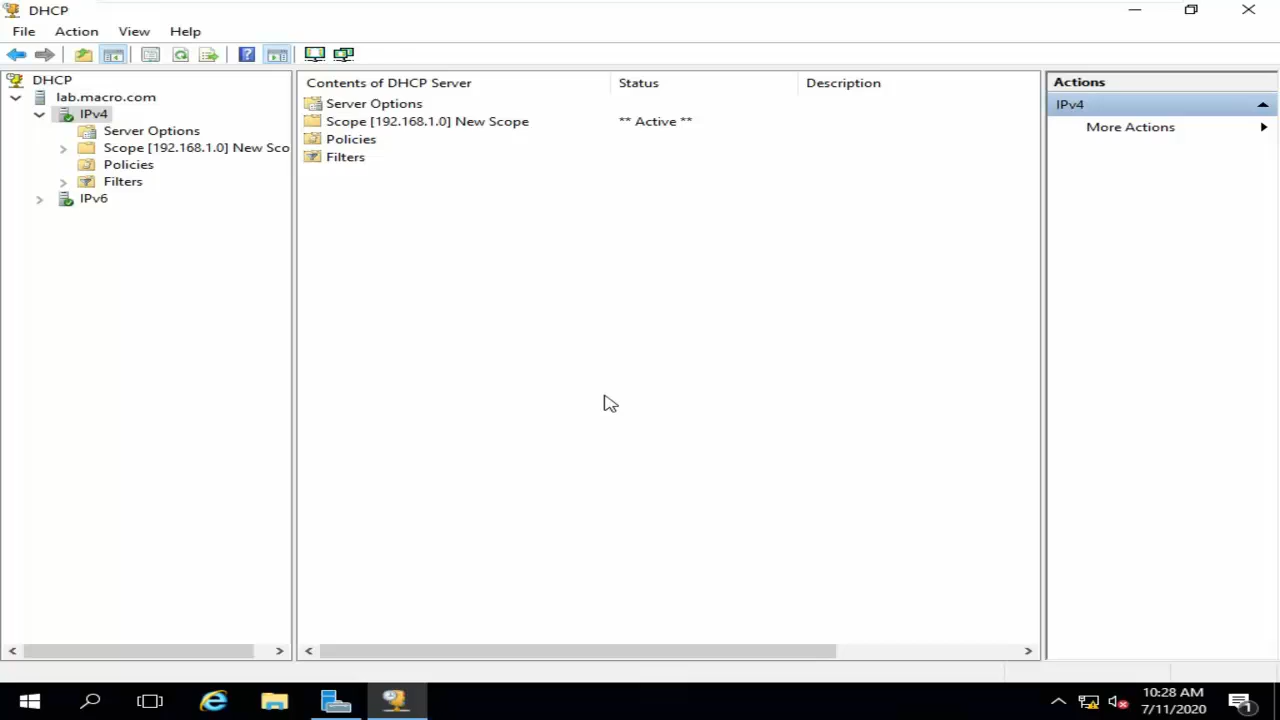 DHCP
File Action View Help
DHCP
lab.macro.com
IPv4
Server Options
Scope [192.168.1.0] New Sco
Policies
Filters
IPv6
Contents of DHCP Server Status Description
Server Options
Scope [192.168.1.0] New Scope ** Active **
Policies
Filters
Actions
IPv4
More Actions
10:28 AM
7/11/2020
1